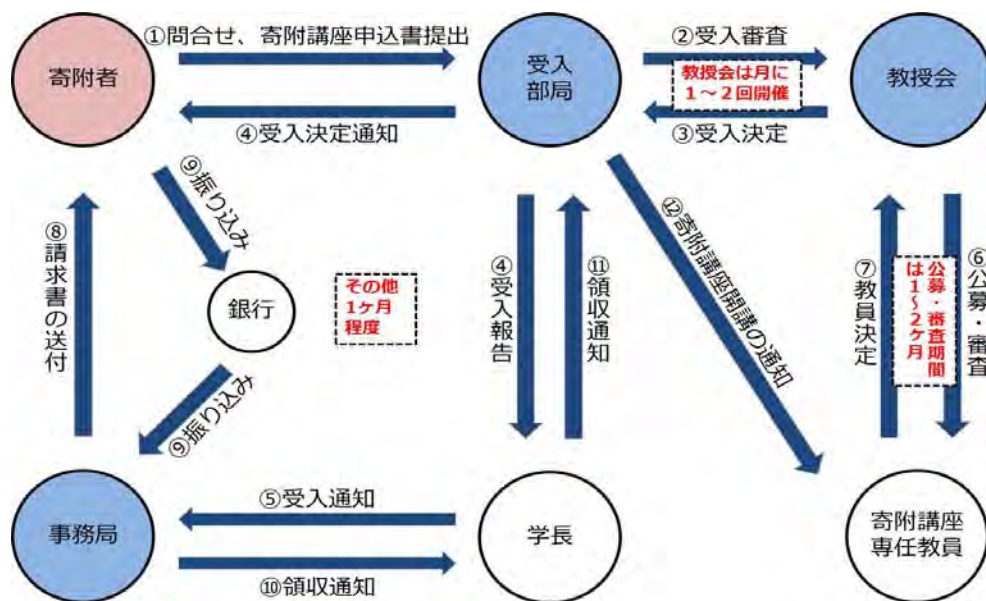 ①問合せ、寄附講座申込書提出
②受入審査
寄附者
受入
部局
教授会は月に
1～2回開催
教授会
④受入決定通知
③受入決定
⑨振り込み
⑧請求書の送付
銀行
その他
1ヶ月
程度
④受入報告
⑪領収通知
⑫寄附講座開講の通知
⑦教員決定
公募・審査期間
は1～2ケ月
⑥公募・審査
⑨振り込み
事務局
⑤受入通知
学長
寄附講座
専任教員
⑩領収通知